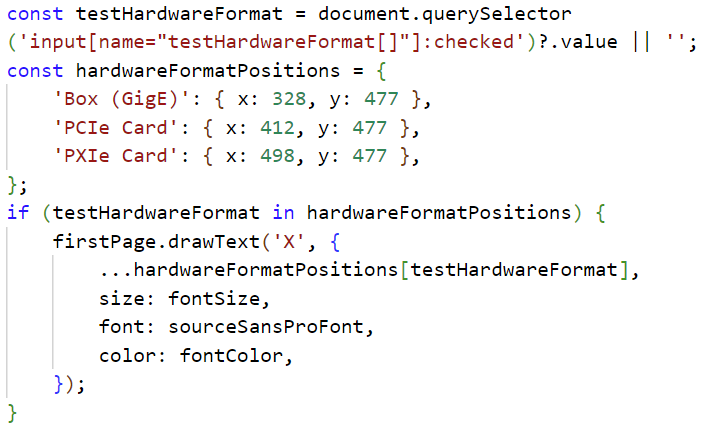 const testHardwareFormat = document.querySelector
('input[name="testHardwareFormat[]"]:checked')?.value || '';
const hardwareFormatPositions = {
    'Box (GigE)': { x: 328, y: 477 },
    'PCIe Card': { x: 412, y: 477 },
    'PXIe Card': { x: 498, y: 477 },
};
if (testHardwareFormat in hardwareFormatPositions) {
    firstPage.drawText('X', {
        ...hardwareFormatPositions[testHardwareFormat],
        size: fontSize,
        font: sourceSansProFont,
        color: fontColor,
    });
}